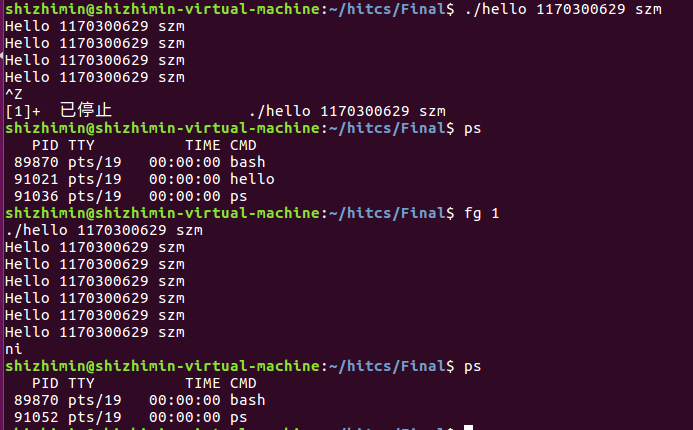 shizhimin@shizhimin-virtual-machine:~/hitcs/Final$ ./hello 1170300629 szm
Hello 1170300629 szm
Hello 1170300629 szm
Hello 1170300629 szm
Hello 1170300629 szm
^Z
[1]+  已停止               ./hello 1170300629 szm
shizhimin@shizhimin-virtual-machine:~/hitcs/Final$ ps
   PID TTY          TIME CMD
 89870 pts/19   00:00:00 bash
 91021 pts/19   00:00:00 hello
 91036 pts/19   00:00:00 ps
shizhimin@shizhimin-virtual-machine:~/hitcs/Final$ fg 1
./hello 1170300629 szm
Hello 1170300629 szm
Hello 1170300629 szm
Hello 1170300629 szm
Hello 1170300629 szm
Hello 1170300629 szm
Hello 1170300629 szm
ni
shizhimin@shizhimin-virtual-machine:~/hitcs/Final$ ps
   PID TTY          TIME CMD
 89870 pts/19   00:00:00 bash
 91052 pts/19   00:00:00 ps